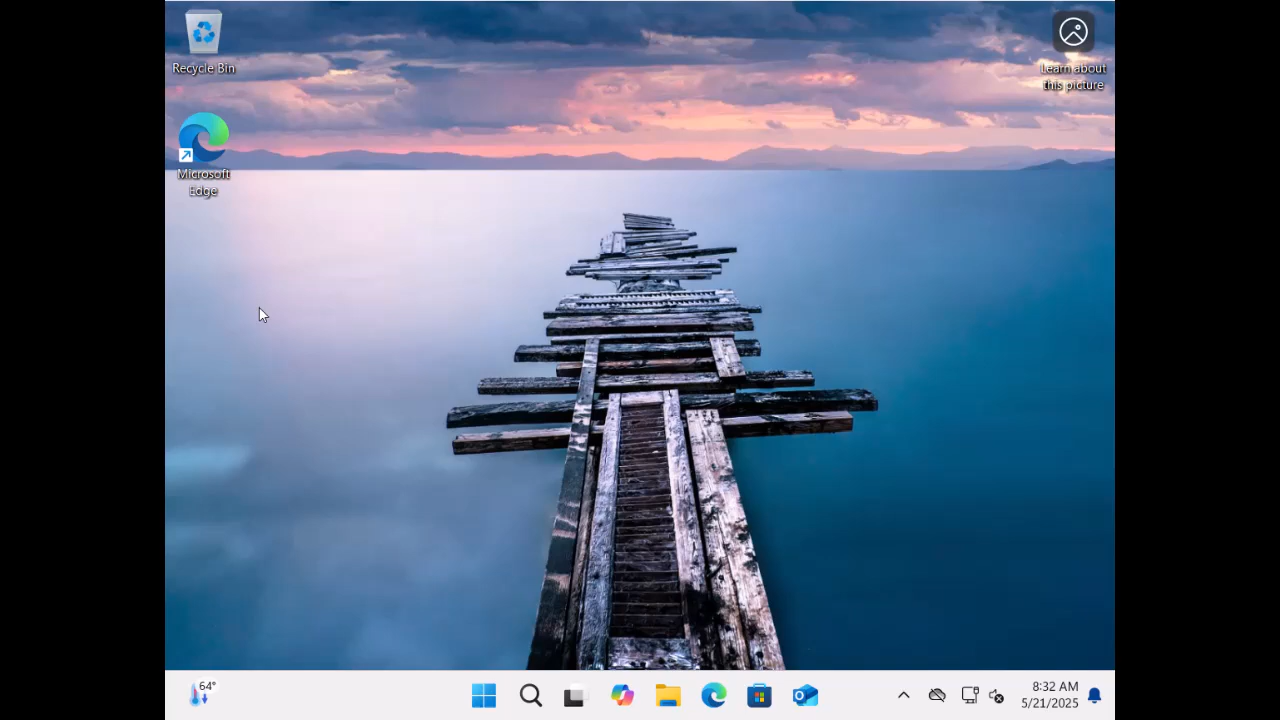 Recycle Bin
Learn about
this picture
Microsoft
Edge
64°
8:32 AM
5/21/2025